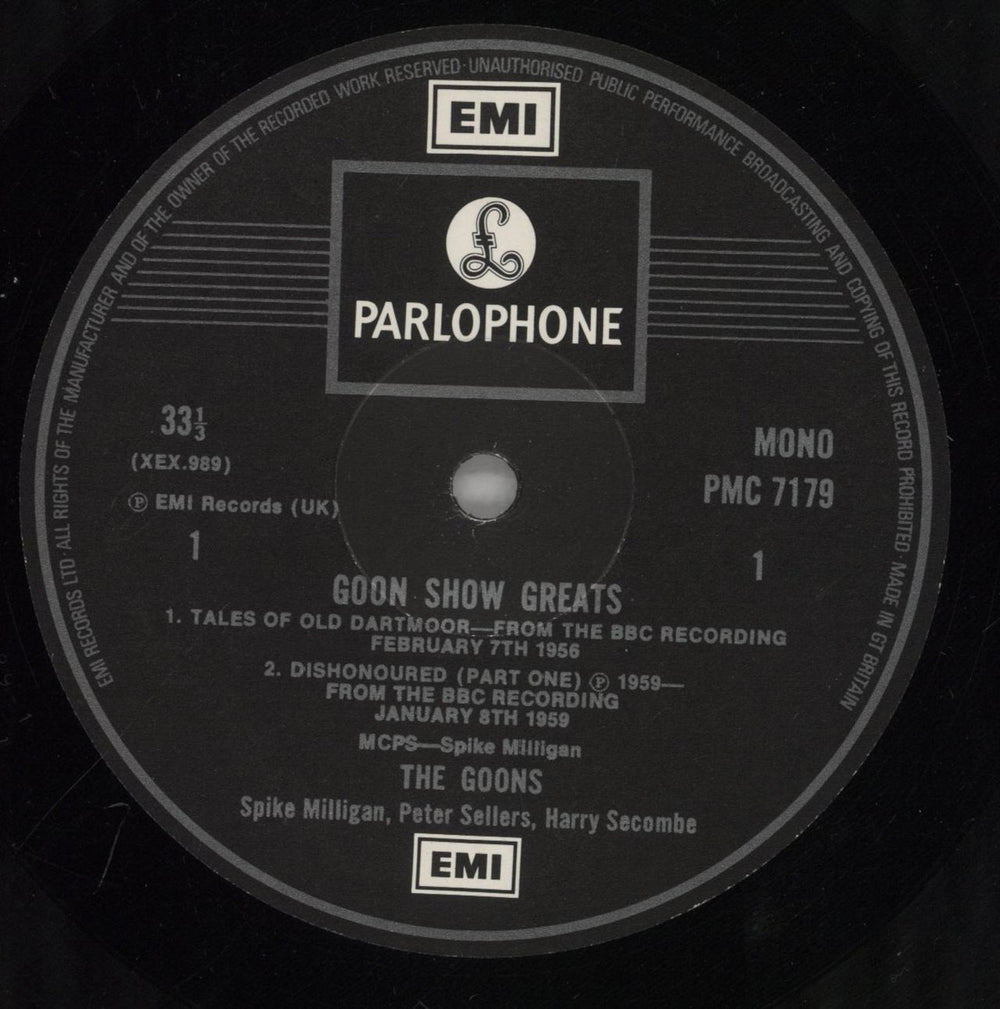 EMI RECORDS LTD · ALL RIGHTS OF THE MANUFACTURER AND OF THE OWNER OF THE RECORDED WORK RESERVED · UNAUTHORISED PUBLIC PERFORMANCE BROADCASTING AND COPYING OF THIS RECORD PROHIBITED · MADE IN GT BRITAIN
EMI
£
PARLOPHONE
33⅓
(XEX.989)
℗ EMI Records (UK)
1
MONO
PMC 7179
1
GOON SHOW GREATS
1. TALES OF OLD DARTMOOR—FROM THE BBC RECORDING
FEBRUARY 7TH 1956
2. DISHONOURED (PART ONE) ℗ 1959—
FROM THE BBC RECORDING
JANUARY 8TH 1959
MCPS—Spike Milligan
THE GOONS
Spike Milligan, Peter Sellers, Harry Secombe
EMI